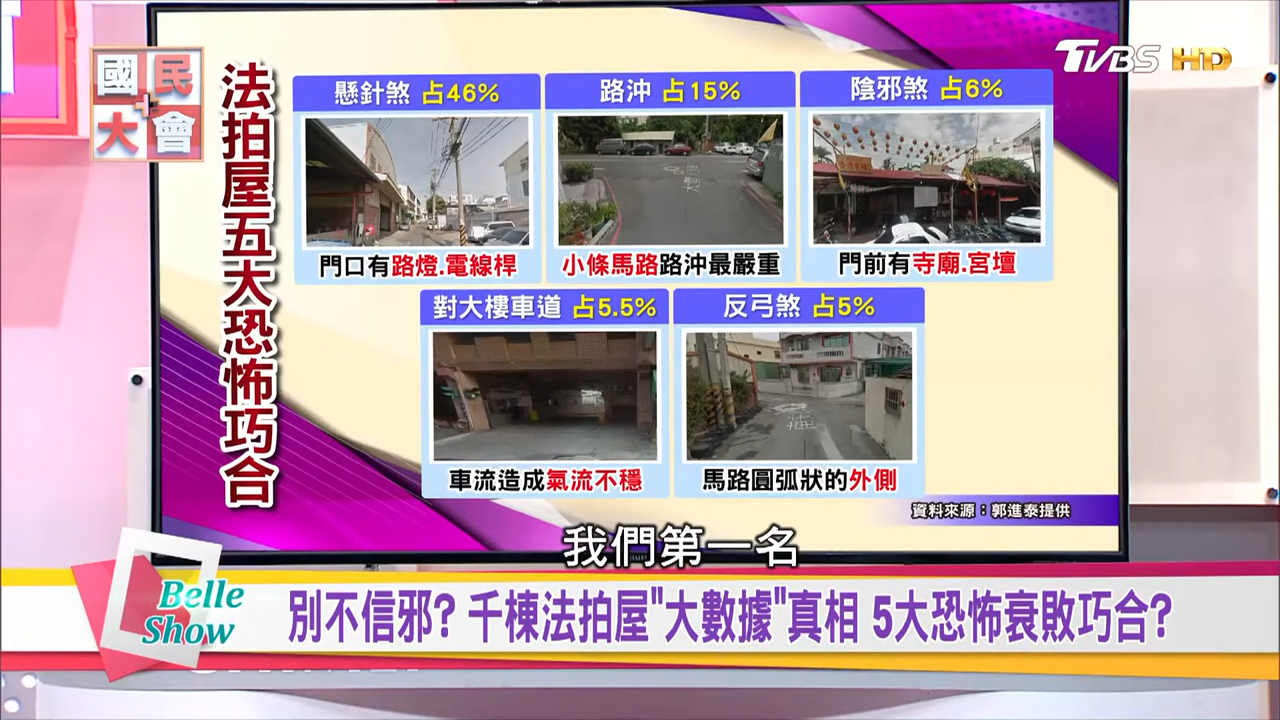 國民
大會
TVBS HD
法拍屋五大恐怖巧合
懸針煞 占46%
路沖 占15%
陰邪煞 占6%
門口有路燈.電線桿
小條馬路路沖最嚴重
門前有寺廟.宮壇
對大樓車道 占5.5%
反弓煞 占5%
車流造成氣流不穩
馬路圓弧狀的外側
資料來源：郭進泰提供
我們第一名
Belle
Show
別不信邪? 千棟法拍屋"大數據"真相 5大恐怖衰敗巧合?